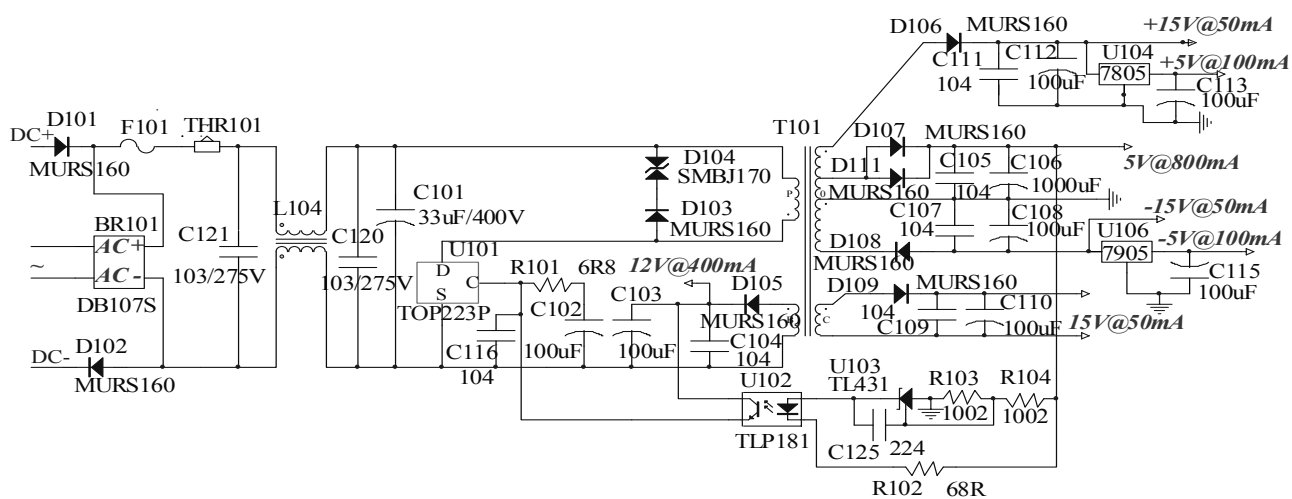 D106
MURS160
+15V@50mA
C111
104
C112
100uF
U104
7805
+5V@100mA
C113
100uF
DC+
D101
MURS160
F101
THR101
T101
D107
MURS160
D111
MURS160
C105
104
C106
1000uF
5V@800mA
D104
SMBJ170
D103
MURS160
P
0
C101
33uF/400V
L104
BR101
AC+
AC -
~
DB107S
C121
103/275V
C120
103/275V
U101
D
S
C
TOP223P
R101
6R8
C102
100uF
C103
100uF
12V@400mA
D105
MURS160
C107
104
C108
100uF
D108
MURS160
-15V@50mA
U106
7905
-5V@100mA
C115
100uF
D109
MURS160
104
C109
C110
100uF
15V@50mA
C
C104
104
C116
104
DC-
D102
MURS160
U102
TLP181
U103
TL431
R103
1002
R104
1002
C125
224
R102
68R